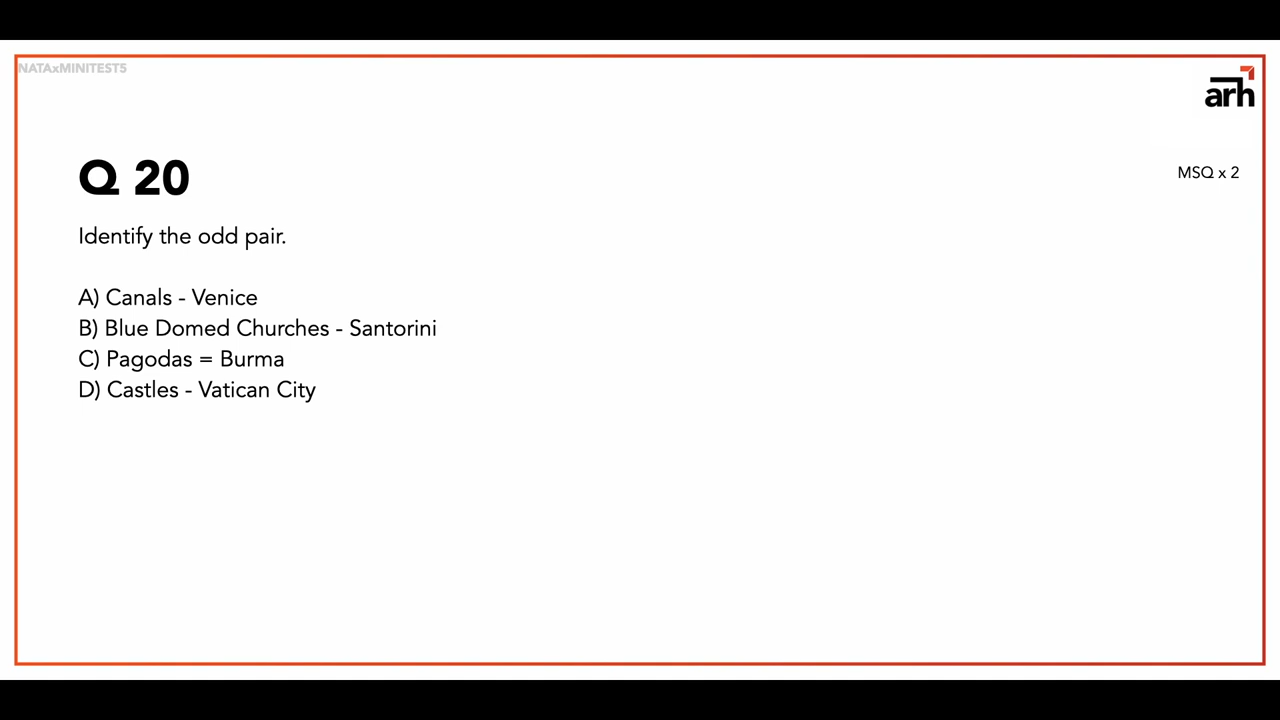 NATAxMINITESTS
arh
Q 20
MSQ x 2
Identify the odd pair.
A) Canals - Venice
B) Blue Domed Churches - Santorini
C) Pagodas = Burma
D) Castles - Vatican City